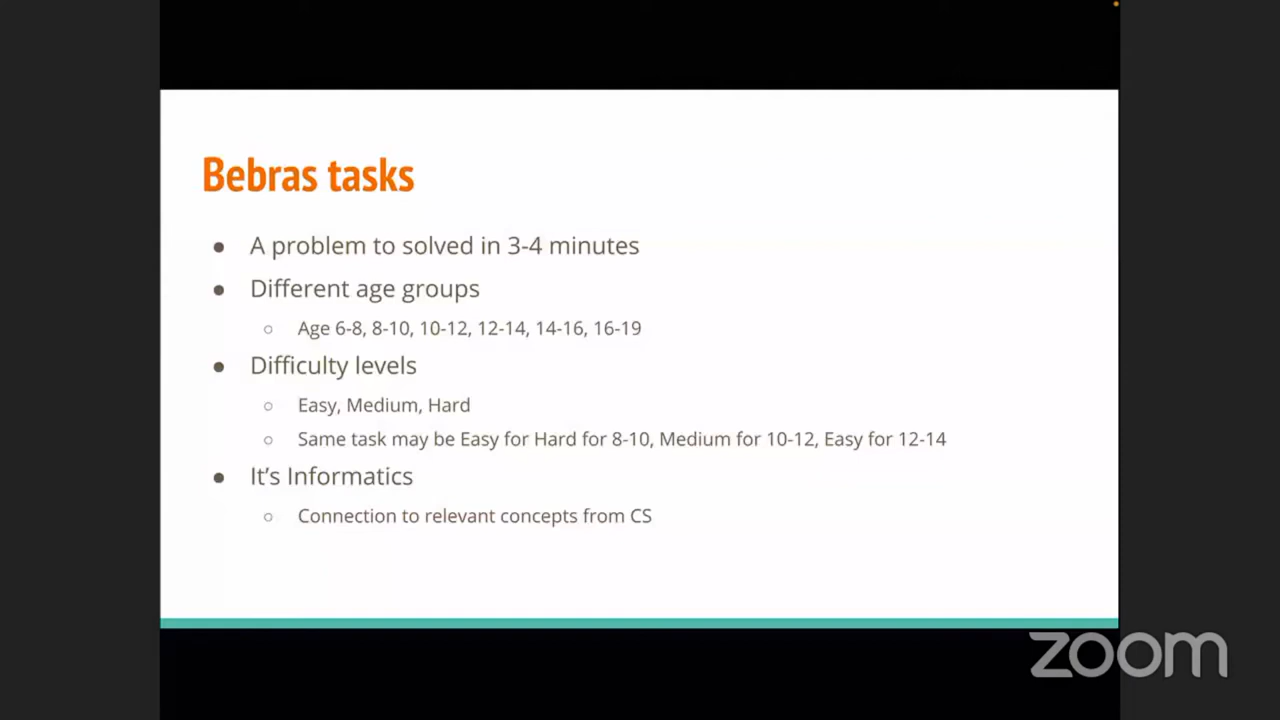 Bebras tasks
● A problem to solved in 3-4 minutes
● Different age groups
○ Age 6-8, 8-10, 10-12, 12-14, 14-16, 16-19
● Difficulty levels
○ Easy, Medium, Hard
○ Same task may be Easy for Hard for 8-10, Medium for 10-12, Easy for 12-14
● It’s Informatics
○ Connection to relevant concepts from CS
zoom